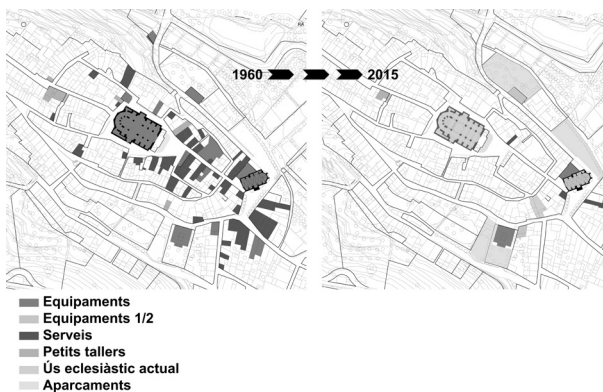 1960 2015
Equipaments
Equipaments 1/2
Serveis
Petits tallers
Ús eclesiàstic actual
Aparcaments